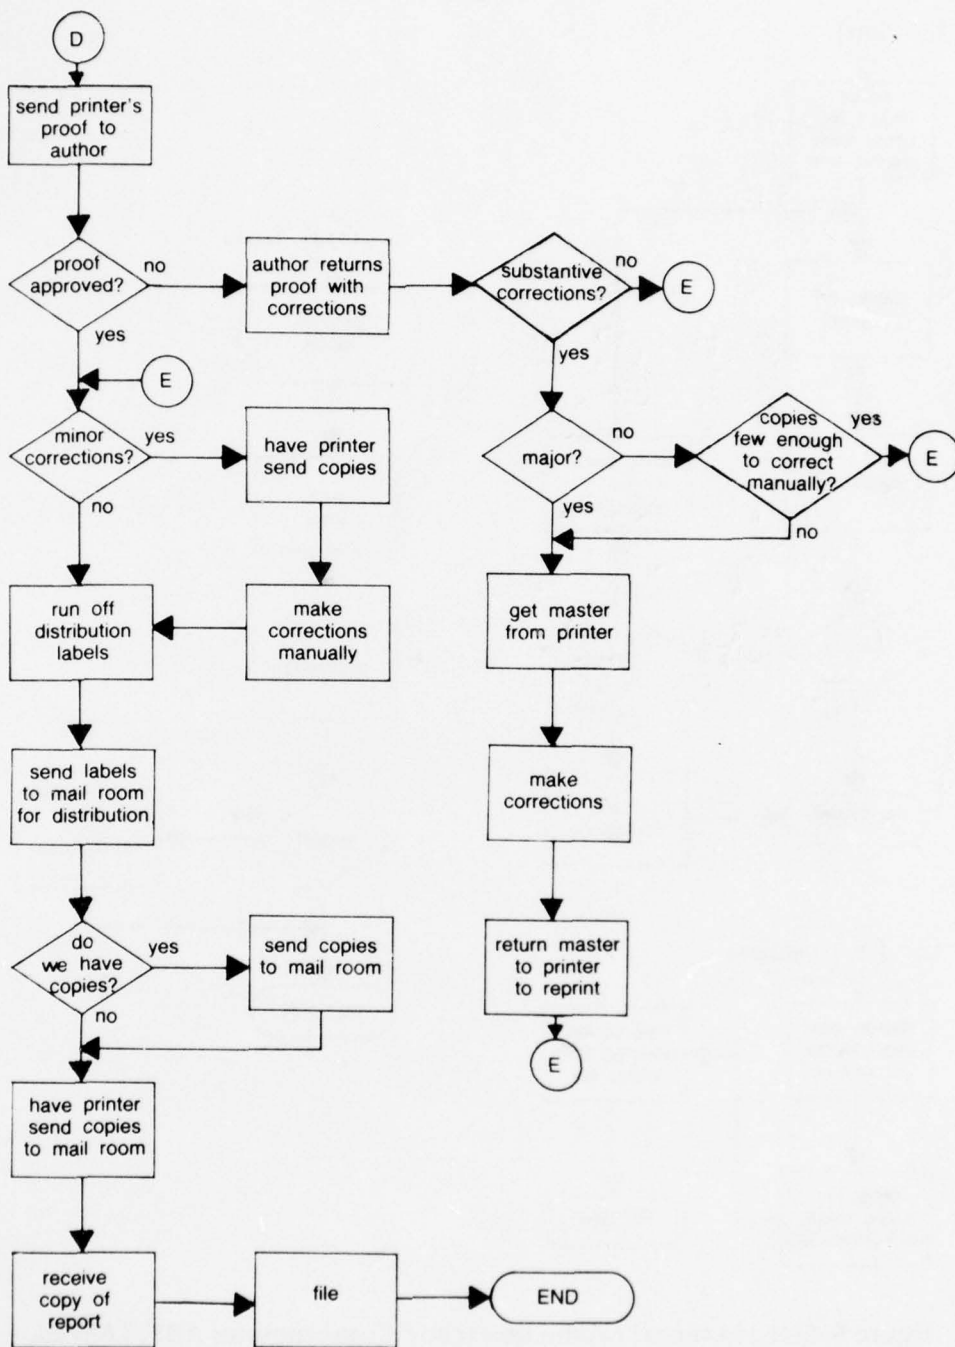 D
send printer's
proof to
author
proof
approved?
no
yes
author returns
proof with
corrections
substantive
corrections?
no
E
yes
E
minor
corrections?
yes
no
have printer
send copies
major?
no
yes
copies
few enough
to correct
manually?
yes
E
no
run off
distribution
labels
make
corrections
manually
get master
from printer
send labels
to mail room
for distribution
make
corrections
do
we have
copies?
yes
no
send copies
to mail room
return master
to printer
to reprint
E
have printer
send copies
to mail room
receive
copy of
report
file
END